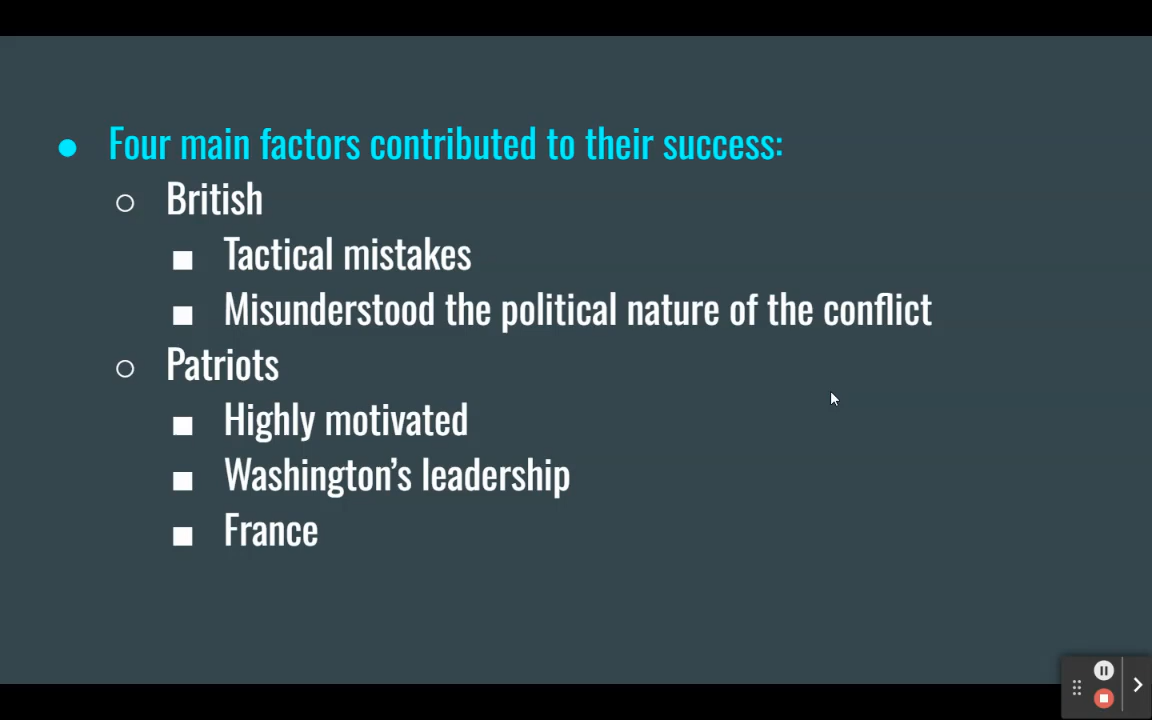 Four main factors contributed to their success:
British
Tactical mistakes
Misunderstood the political nature of the conflict
Patriots
Highly motivated
Washington’s leadership
France